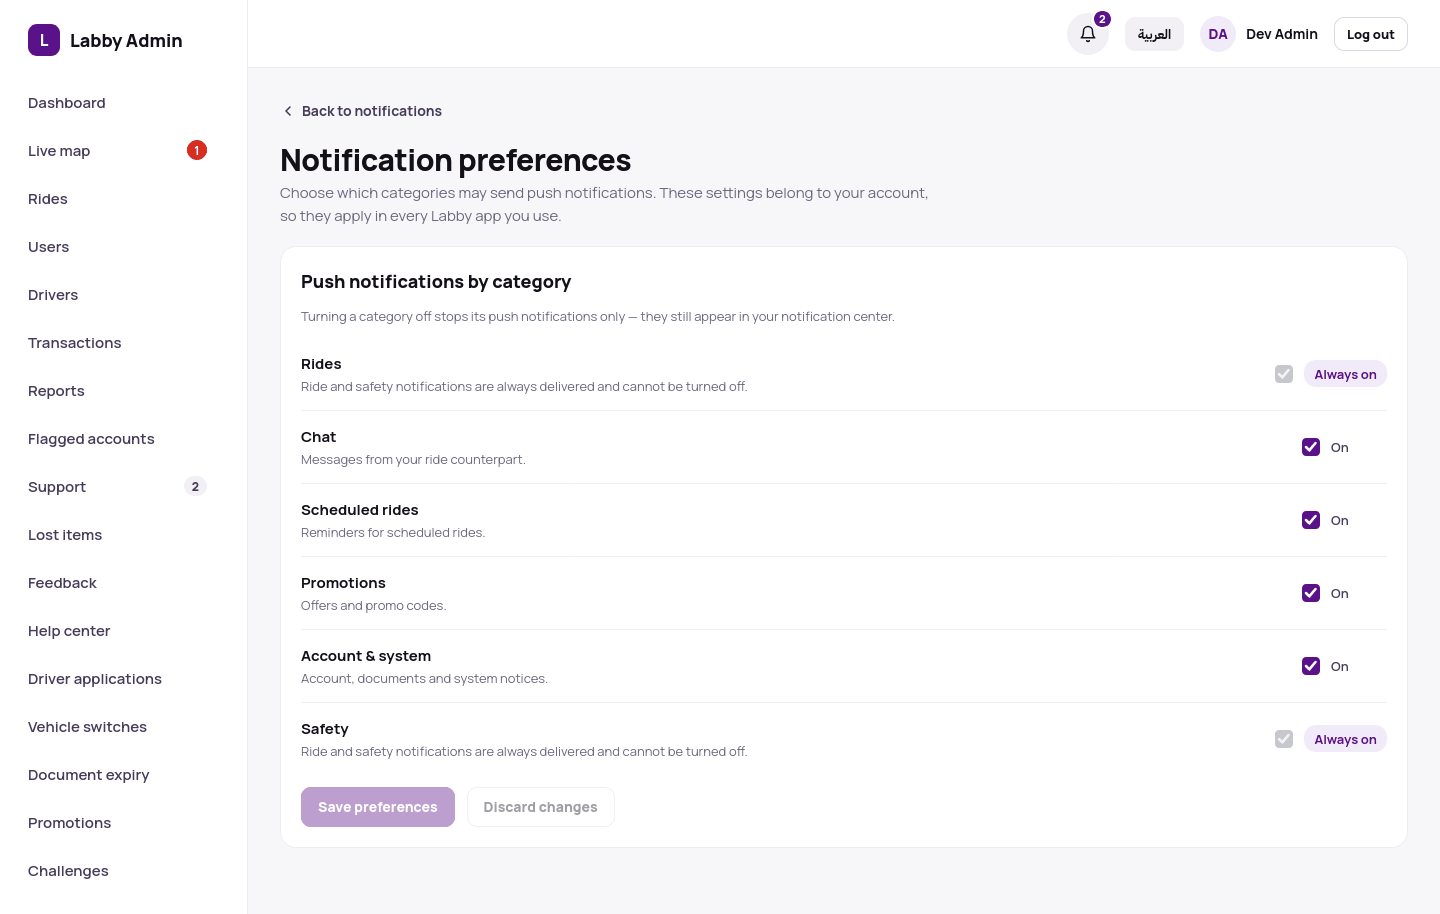 L
Labby Admin
2
العربية
DA
Dev Admin
Log out
Dashboard
Live map
1
Rides
Users
Drivers
Transactions
Reports
Flagged accounts
Support
2
Lost items
Feedback
Help center
Driver applications
Vehicle switches
Document expiry
Promotions
Challenges
Back to notifications
Notification preferences
Choose which categories may send push notifications. These settings belong to your account,
so they apply in every Labby app you use.
Push notifications by category
Turning a category off stops its push notifications only — they still appear in your notification center.
Rides
Ride and safety notifications are always delivered and cannot be turned off.
Always on
Chat
Messages from your ride counterpart.
On
Scheduled rides
Reminders for scheduled rides.
On
Promotions
Offers and promo codes.
On
Account & system
Account, documents and system notices.
On
Safety
Ride and safety notifications are always delivered and cannot be turned off.
Always on
Save preferences
Discard changes